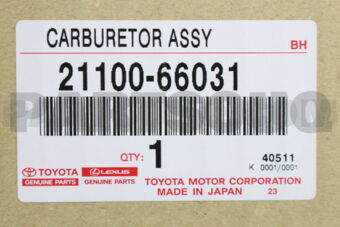 CARBURETOR ASSY
BH
21100-66031
QTY: 1
40511
K 0001/0001
TOYOTA LEXUS
GENUINE PARTS GENUINE PARTS
TOYOTA MOTOR CORPORATION
MADE IN JAPAN 23